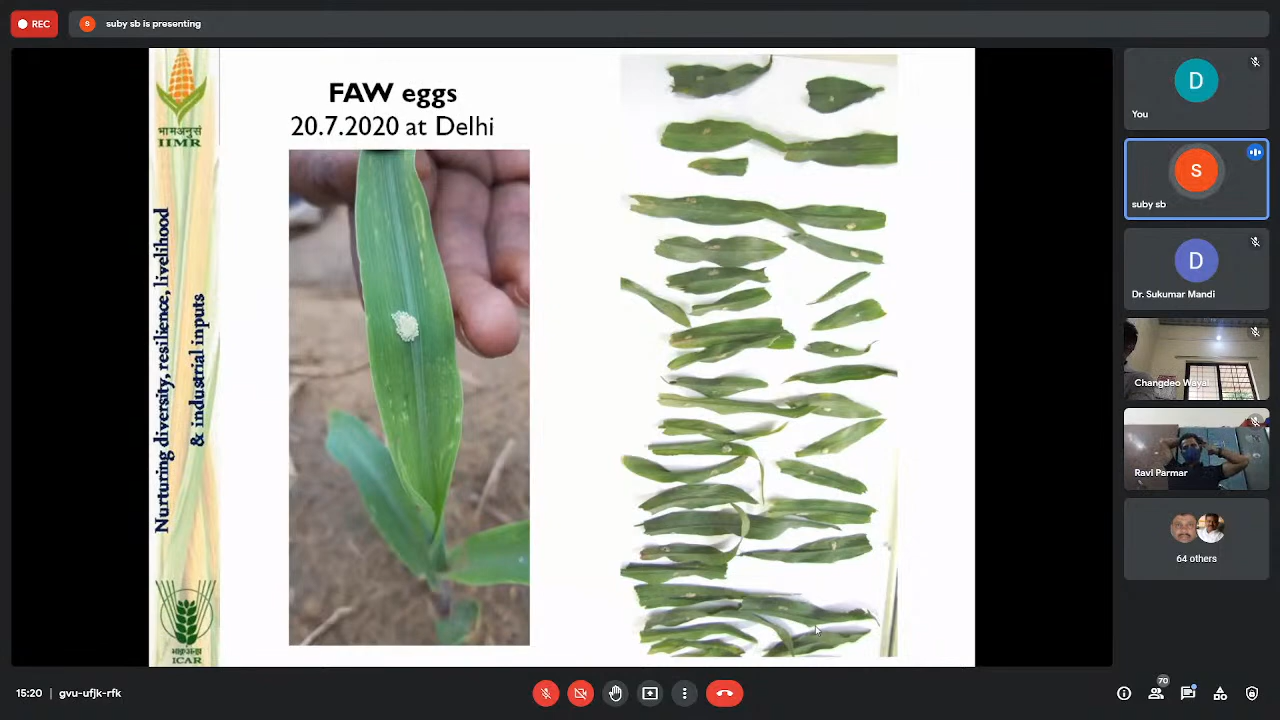 REC
suby sb is presenting
भा म अनु सं
IIMR
Nurturing diversity, resilience, livelihood
& industrial inputs
ICAR
FAW eggs
20.7.2020 at Delhi
D
You
S
suby sb
D
Dr. Sukumar Mandi
Changdeo Wayal
Ravi Parmar
64 others
15:20 | gvu-ufjk-rfk
70